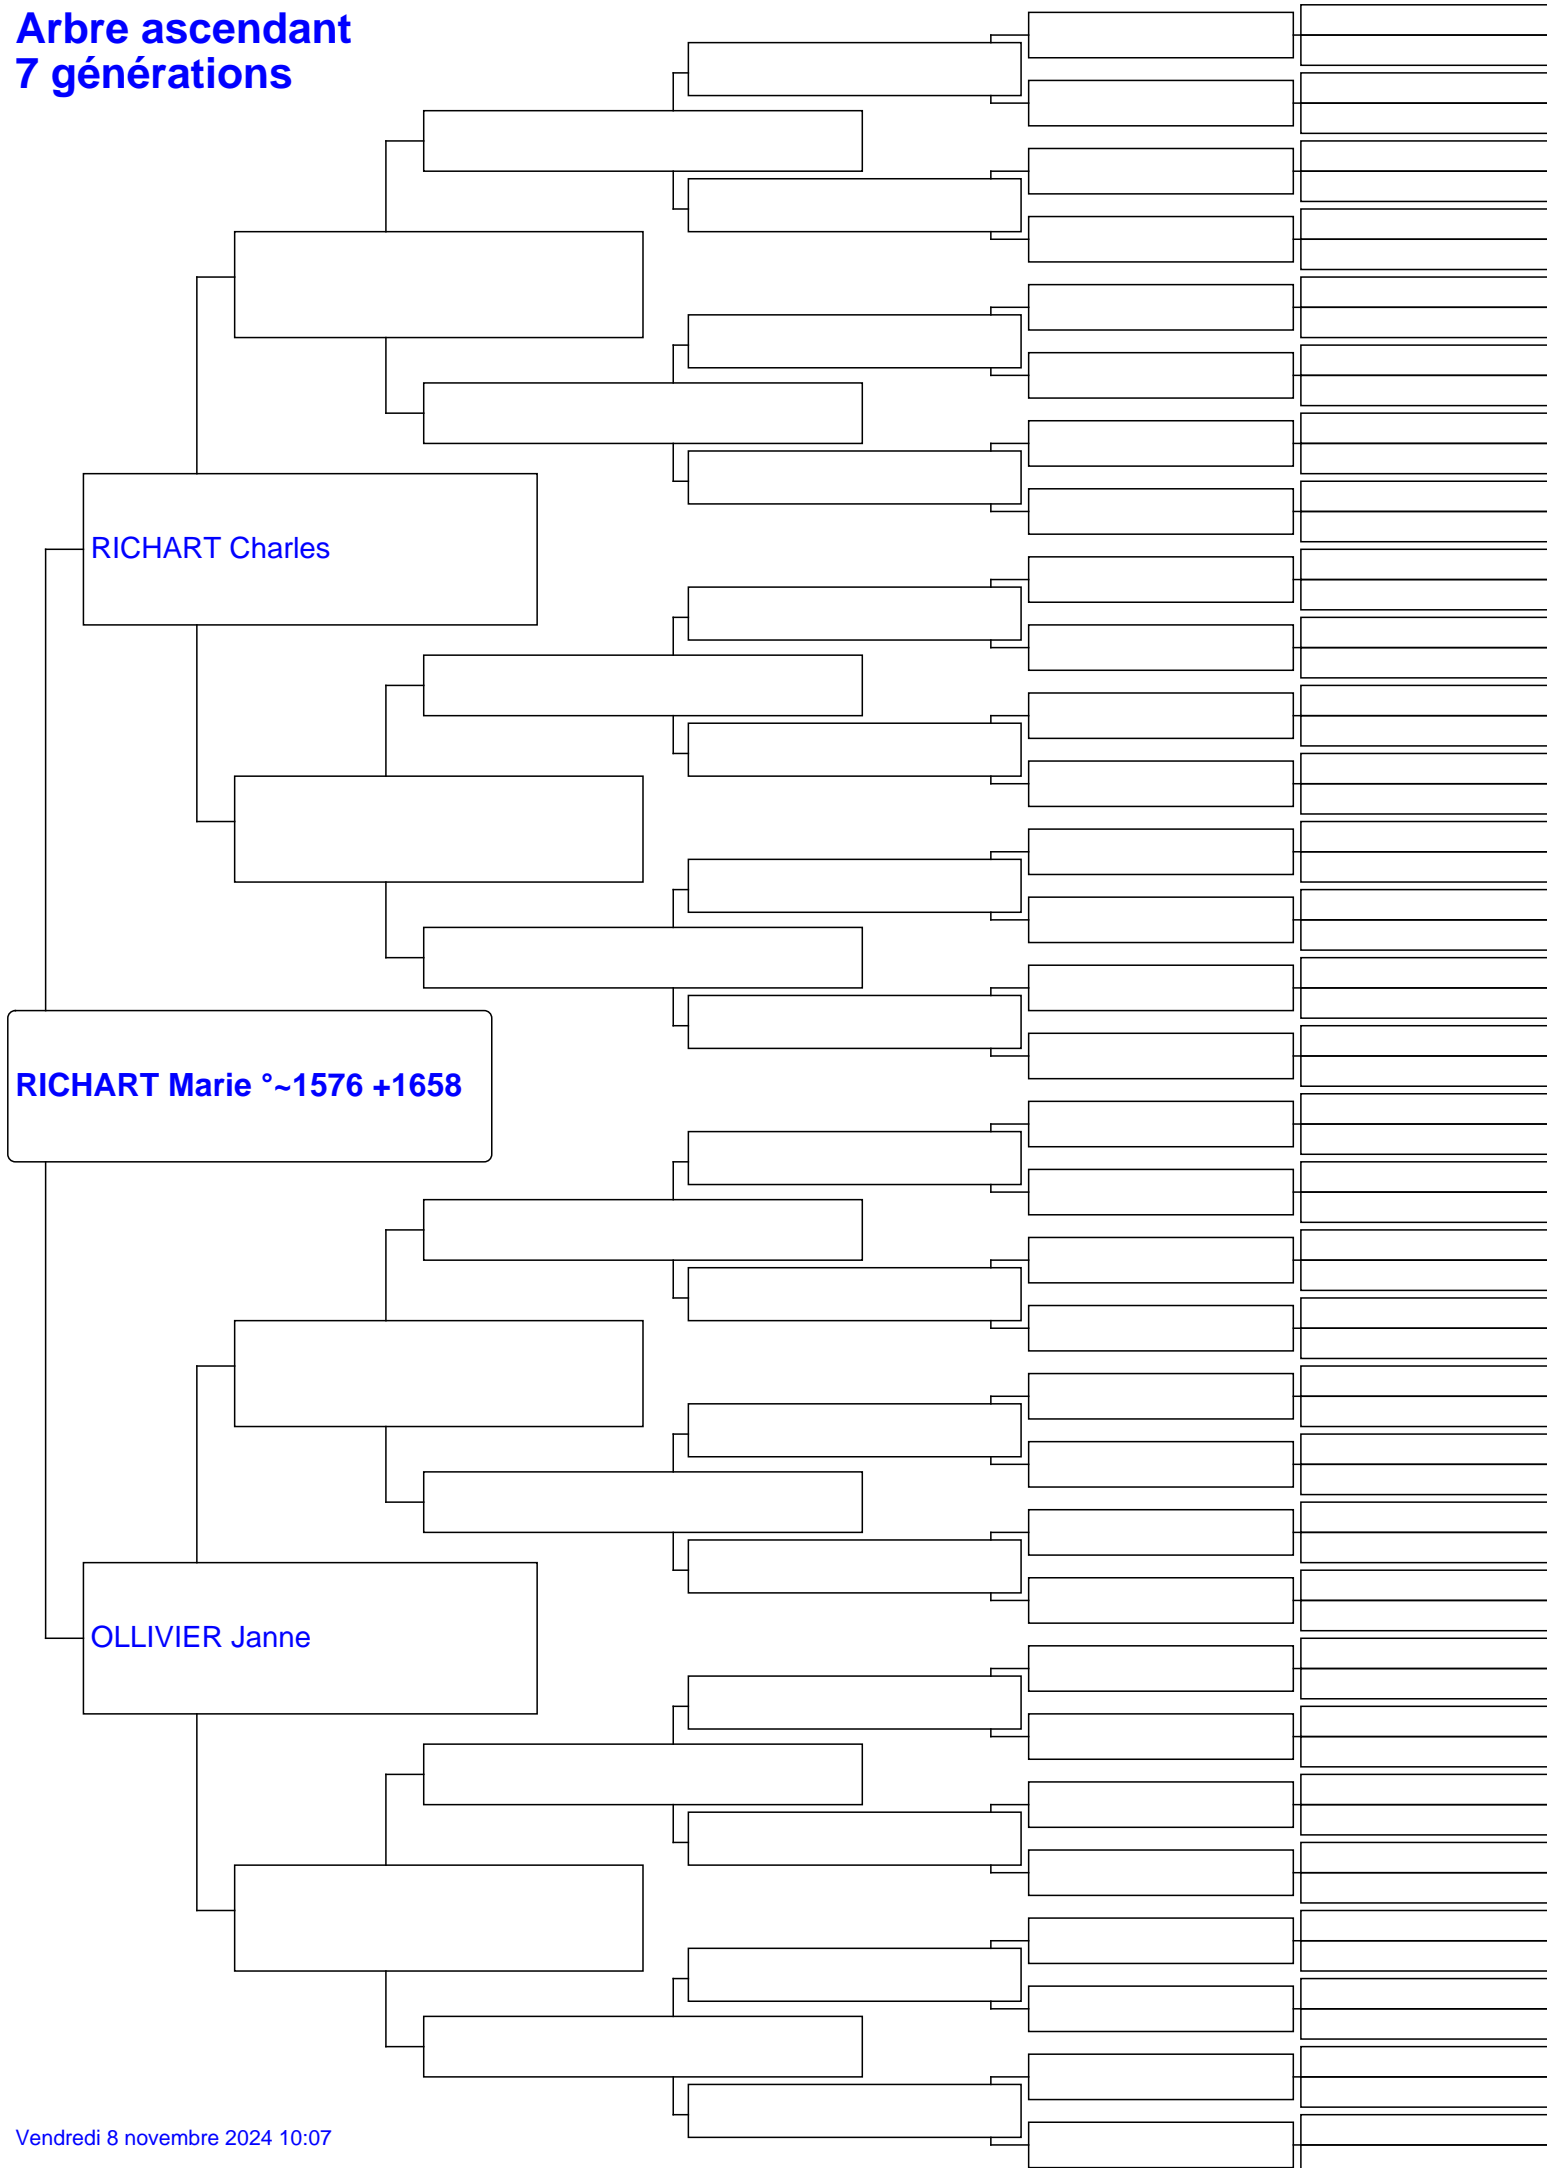 Arbre ascendant
7 générations
RICHART Charles
RICHART Marie °~1576 +1658
OLLIVIER Janne
Vendredi 8 novembre 2024 10:07